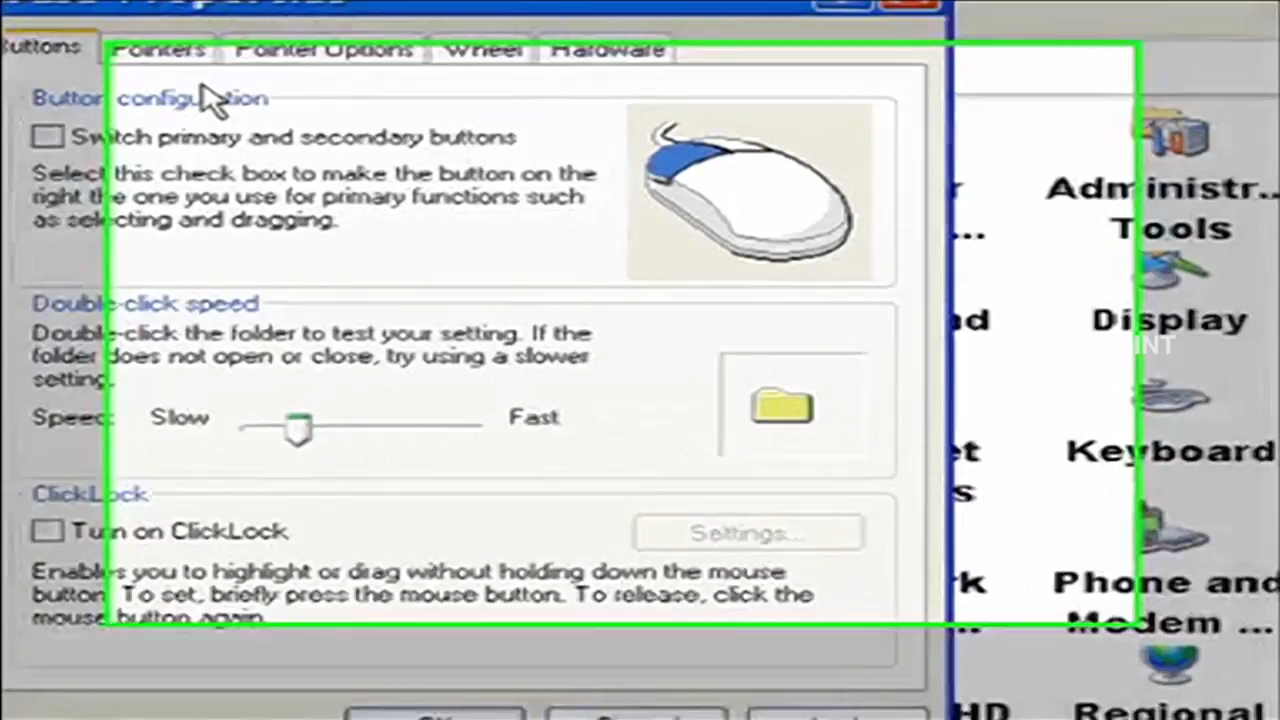 Buttons Pointers Pointer Options Wheel Hardware
Button configuration
Switch primary and secondary buttons
Select this check box to make the button on the
right the one you use for primary functions such
as selecting and dragging.
Double-click speed
Double-click the folder to test your setting. If the
folder does not open or close, try using a slower
setting.
Speed: Slow Fast
ClickLock
Turn on ClickLock
Settings...
Enables you to highlight or drag without holding down the mouse
button. To set, briefly press the mouse button. To release, click the
mouse button again.
Administr...
Tools
Display
INT
Keyboard
Phone and
Modem ...
HD Regional